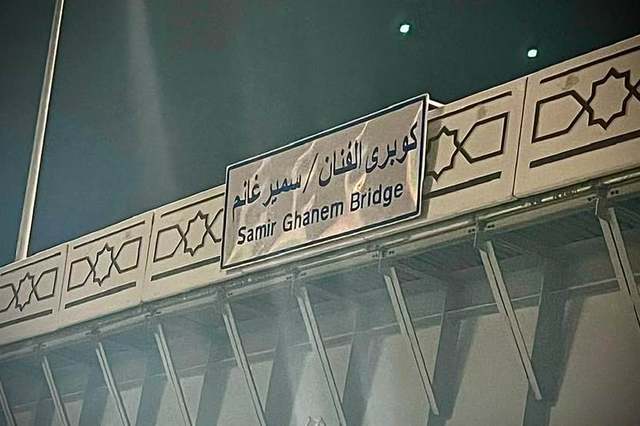 كوبرى الفنان / سمير غانم
Samir Ghanem Bridge